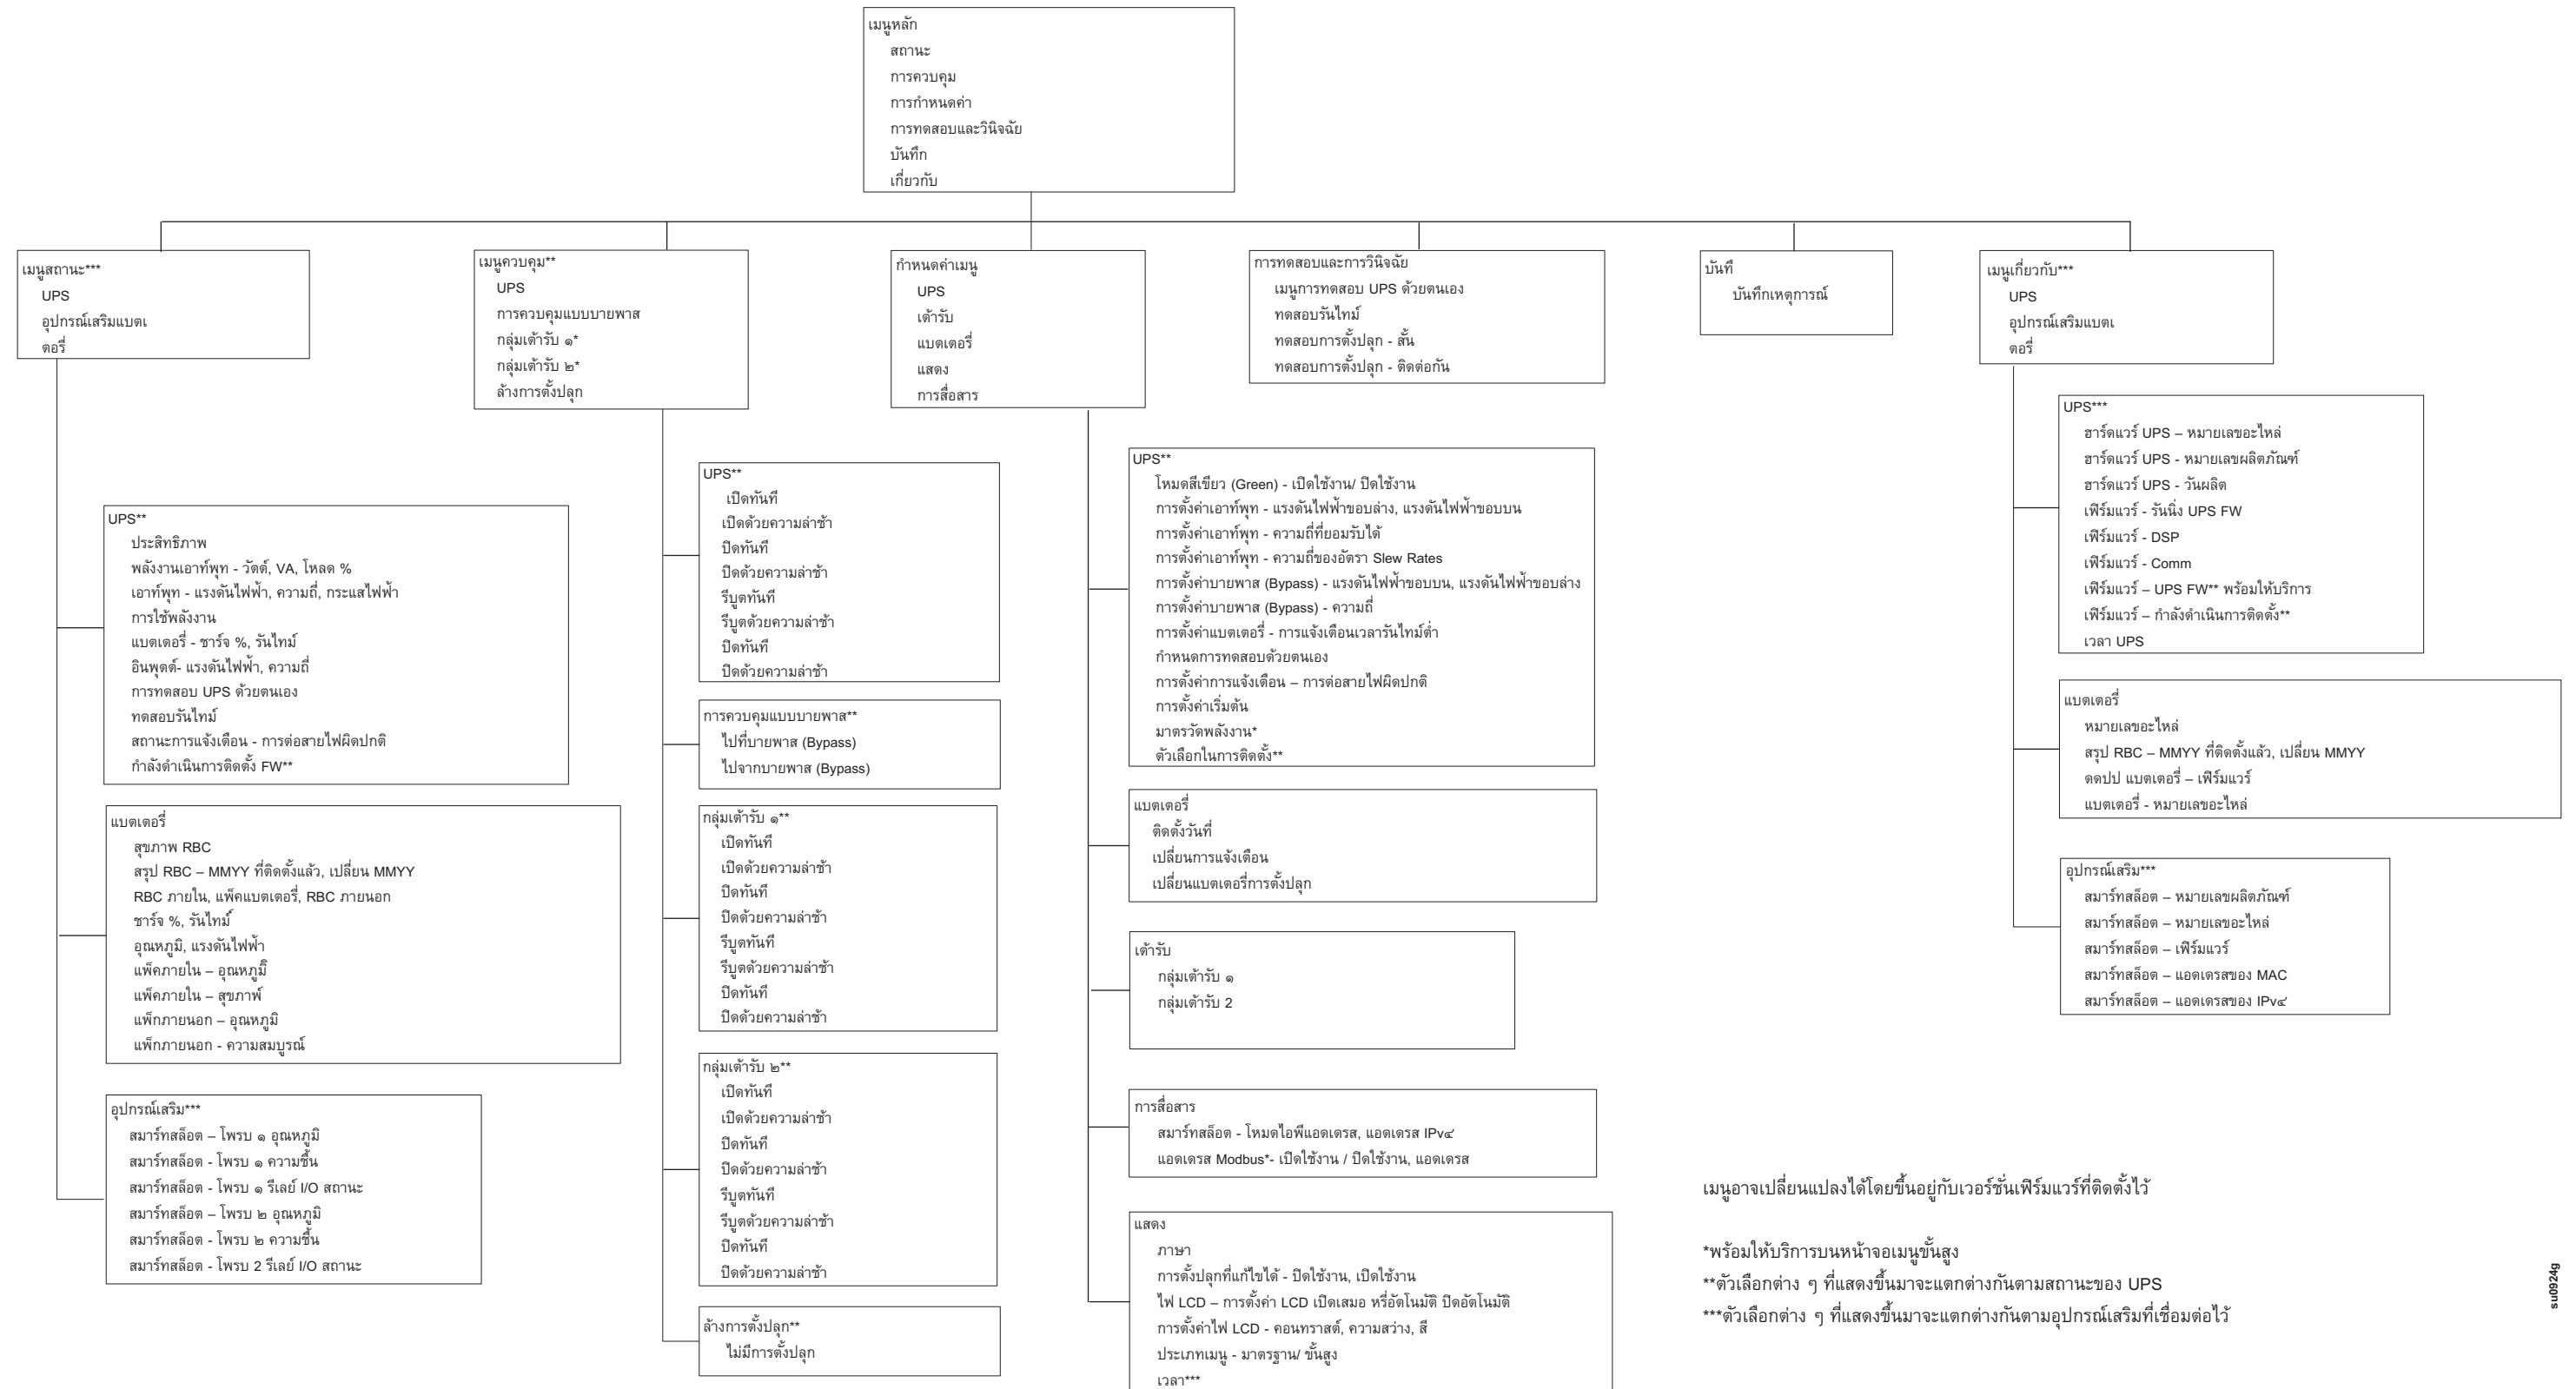 เมนูหลัก
สถานะ
การควบคุม
การกำหนดค่า
การทดสอบและวินิจฉัย
บันทึก
เกี่ยวกับ
เมนูสถานะ***
UPS
อุปกรณ์เสริมแบตเ
ตอรี่
เมนูควบคุม**
UPS
การควบคุมแบบบายพาส
กลุ่มเต้ารับ ๑*
กลุ่มเต้ารับ ๒*
ล้างการตั้งปลุก
กำหนดค่าเมนู
UPS
เต้ารับ
แบตเตอรี่
แสดง
การสื่อสาร
การทดสอบและการวินิจฉัย
เมนูการทดสอบ UPS ด้วยตนเอง
ทดสอบรันไทม์
ทดสอบการตั้งปลุก - สั้น
ทดสอบการตั้งปลุก - ติดต่อกัน
บันที
บันทึกเหตุการณ์
เมนูเกี่ยวกับ***
UPS
อุปกรณ์เสริมแบตเ
ตอรี่
UPS**
ประสิทธิภาพ
พลังงานเอาท์พุท - วัตต์, VA, โหลด %
เอาท์พุท - แรงดันไฟฟ้า, ความถี่, กระแสไฟฟ้า
การใช้พลังงาน
แบตเตอรี่ - ชาร์จ %, รันไทม์
อินพุตต์- แรงดันไฟฟ้า, ความถี่
การทดสอบ UPS ด้วยตนเอง
ทดสอบรันไทม์
สถานะการแจ้งเตือน - การต่อสายไฟผิดปกติ
กำลังดำเนินการติดตั้ง FW**
แบตเตอรี่
สุขภาพ RBC
สรุป RBC – MMYY ที่ติดตั้งแล้ว, เปลี่ยน MMYY
RBC ภายใน, แพ็คแบตเตอรี่, RBC ภายนอก
ชาร์จ %, รันไทม์
อุณหภูมิ, แรงดันไฟฟ้า
แพ็คภายใน – อุณหภูมิ
แพ็คภายใน – สุขภาพ์
แพ็กภายนอก – อุณหภูมิ
แพ็กภายนอก - ความสมบูรณ์
อุปกรณ์เสริม***
สมาร์ทสล็อต – โพรบ ๑ อุณหภูมิ
สมาร์ทสล็อต - โพรบ ๑ ความชื้น
สมาร์ทสล็อต - โพรบ ๑ รีเลย์ I/O สถานะ
สมาร์ทสล็อต – โพรบ ๒ อุณหภูมิ
สมาร์ทสล็อต - โพรบ ๒ ความชื้น
สมาร์ทสล็อต - โพรบ 2 รีเลย์ I/O สถานะ
UPS**
เปิดทันที
เปิดด้วยความล่าช้า
ปิดทันที
ปิดด้วยความล่าช้า
รีบูตทันที
รีบูตด้วยความล่าช้า
ปิดทันที
ปิดด้วยความล่าช้า
การควบคุมแบบบายพาส**
ไปที่บายพาส (Bypass)
ไปจากบายพาส (Bypass)
กลุ่มเต้ารับ ๑**
เปิดทันที
เปิดด้วยความล่าช้า
ปิดทันที
ปิดด้วยความล่าช้า
รีบูตทันที
รีบูตด้วยความล่าช้า
ปิดทันที
ปิดด้วยความล่าช้า
กลุ่มเต้ารับ ๒**
เปิดทันที
เปิดด้วยความล่าช้า
ปิดทันที
ปิดด้วยความล่าช้า
รีบูตทันที
รีบูตด้วยความล่าช้า
ปิดทันที
ปิดด้วยความล่าช้า
ล้างการตั้งปลุก**
ไม่มีการตั้งปลุก
UPS**
โหมดสีเขียว (Green) - เปิดใช้งาน/ ปิดใช้งาน
การตั้งค่าเอาท์พูท - แรงดันไฟฟ้าขอบล่าง, แรงดันไฟฟ้าขอบบน
การตั้งค่าเอาท์พูท - ความถี่ที่ยอมรับได้
การตั้งค่าเอาท์พูท - ความถี่ของอัตรา Slew Rates
การตั้งค่าบายพาส (Bypass) - แรงดันไฟฟ้าขอบบน, แรงดันไฟฟ้าขอบล่าง
การตั้งค่าบายพาส (Bypass) - ความถี่
การตั้งค่าแบตเตอรี่ - การแจ้งเตือนเวลารันไทม์ต่ำ
กำหนดการทดสอบด้วยตนเอง
การตั้งค่าการแจ้งเตือน – การต่อสายไฟผิดปกติ
การตั้งค่าเริ่มต้น
มาตรวัดพลังงาน*
ตัวเลือกในการติดตั้ง**
แบตเตอรี่
ติดตั้งวันที่
เปลี่ยนการแจ้งเตือน
เปลี่ยนแบตเตอรี่การตั้งปลุก
เต้ารับ
กลุ่มเต้ารับ ๑
กลุ่มเต้ารับ 2
การสื่อสาร
สมาร์ทสล็อต - โหมดไอพีแอดเดรส, แอดเดรส IPv๔
แอดเดรส Modbus*- เปิดใช้งาน / ปิดใช้งาน, แอดเดรส
แสดง
ภาษา
การตั้งปลุกที่แก้ไขได้ - ปิดใช้งาน, เปิดใช้งาน
ไฟ LCD – การตั้งค่า LCD เปิดเสมอ หรี่อัตโนมัติ ปิดอัตโนมัติ
การตั้งค่าไฟ LCD - คอนทราสต์, ความสว่าง, สี
ประเภทเมนู - มาตรฐาน/ ขั้นสูง
เวลา***
UPS***
ฮาร์ดแวร์ UPS – หมายเลขอะไหล่
ฮาร์ดแวร์ UPS - หมายเลขผลิตภัณฑ์
ฮาร์ดแวร์ UPS - วันผลิต
เฟิร์มแวร์ - รันนิ่ง UPS FW
เฟิร์มแวร์ - DSP
เฟิร์มแวร์ - Comm
เฟิร์มแวร์ – UPS FW** พร้อมให้บริการ
เฟิร์มแวร์ – กำลังดำเนินการติดตั้ง**
เวลา UPS
แบตเตอรี่
หมายเลขอะไหล่
สรุป RBC – MMYY ที่ติดตั้งแล้ว, เปลี่ยน MMYY
ดดปป แบตเตอรี่ – เฟิร์มแวร์
แบตเตอรี่ - หมายเลขอะไหล่
อุปกรณ์เสริม***
สมาร์ทสล็อต – หมายเลขผลิตภัณฑ์
สมาร์ทสล็อต – หมายเลขอะไหล่
สมาร์ทสล็อต – เฟิร์มแวร์
สมาร์ทสล็อต – แอดเดรสของ MAC
สมาร์ทสล็อต – แอดเดรสของ IPv๔
เมนูอาจเปลี่ยนแปลงได้โดยขึ้นอยู่กับเวอร์ชั่นเฟิร์มแวร์ที่ติดตั้งไว้
*พร้อมให้บริการบนหน้าจอเมนูขั้นสูง
**ตัวเลือกต่าง ๆ ที่แสดงขึ้นมาจะแตกต่างกันตามสถานะของ UPS
***ตัวเลือกต่าง ๆ ที่แสดงขึ้นมาจะแตกต่างกันตามอุปกรณ์เสริมที่เชื่อมต่อไว้
su0924g